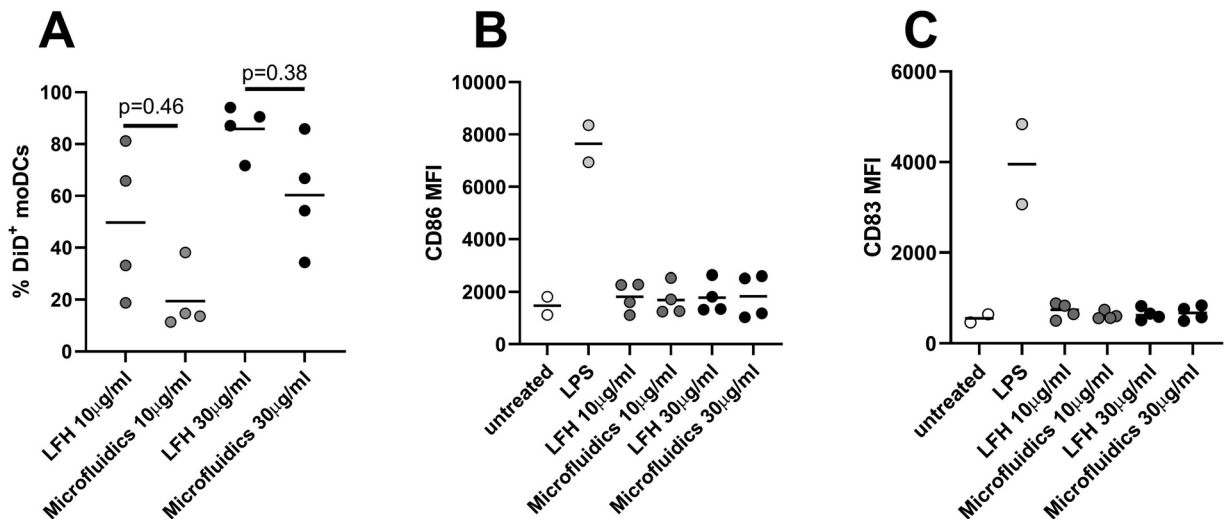 A
p=0.46
p=0.38
% DiD+ moDCs
100
80
60
40
20
0
LFH 10μg/ml
Microfluidics 10μg/ml
LFH 30μg/ml
Microfluidics 30μg/ml
B
CD86 MFI
10000
8000
6000
4000
2000
0
untreated
LPS
LFH 10μg/ml
Microfluidics 10μg/ml
LFH 30μg/ml
Microfluidics 30μg/ml
C
CD83 MFI
6000
4000
2000
0
untreated
LPS
LFH 10μg/ml
Microfluidics 10μg/ml
LFH 30μg/ml
Microfluidics 30μg/ml